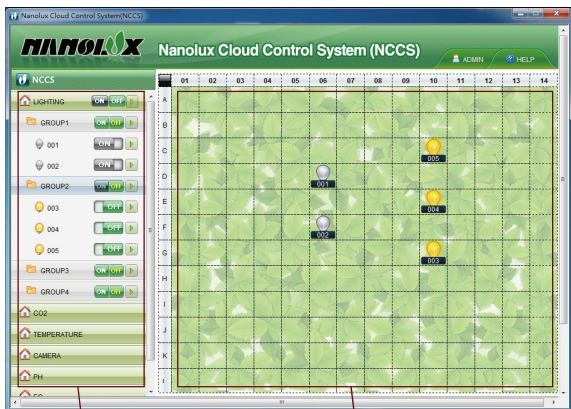 Nanolux Cloud Control System(NCCS)
NANOLUX Nanolux Cloud Control System (NCCS)
ADMIN HELP
NCCS
01 02 03 04 05 06 07 08 09 10 11 12 13 14
LIGHTING ON OFF
A
GROUP1 ON OFF
B
001 ON
C
005
002 ON
D
001
GROUP2 ON OFF
E
003 OFF
004
004 OFF
F
002
005 OFF
G
003
GROUP3 ON OFF
H
GROUP4 ON OFF
I
CO2
J
TEMPERATURE
CAMERA
K
PH